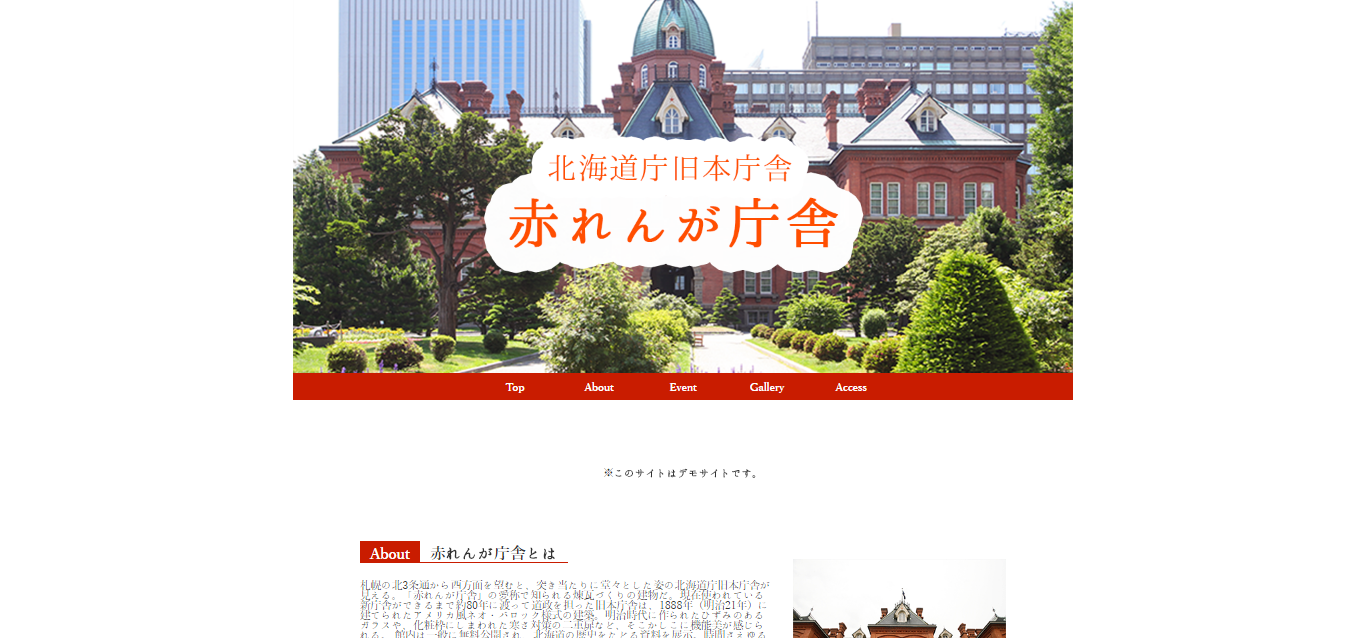 北海道庁旧本庁舎
赤れんが庁舎
Top About Event Gallery Access
※このサイトはデモサイトです。
About 赤れんが庁舎とは
札幌の北3条通から西方面を望むと、突き当たりに堂々とした姿の北海道庁旧本庁舎が
見える。「赤れんが庁舎」の愛称で知られる煉瓦づくりの建物だ。現在使われている
新庁舎ができるまで約80年に渡って道政を担った旧本庁舎は、1888年（明治21年）に
建てられたアメリカ風ネオ・バロック様式の建築。明治時代に作られたひずみのある
ガラスや、化粧枠にしまわれた寒さ対策の二重扉など、そこかしこに機能美が感じら
れる。館内は一般に無料公開され、北海道の歴史をたどる資料を展示。時間さえゆる